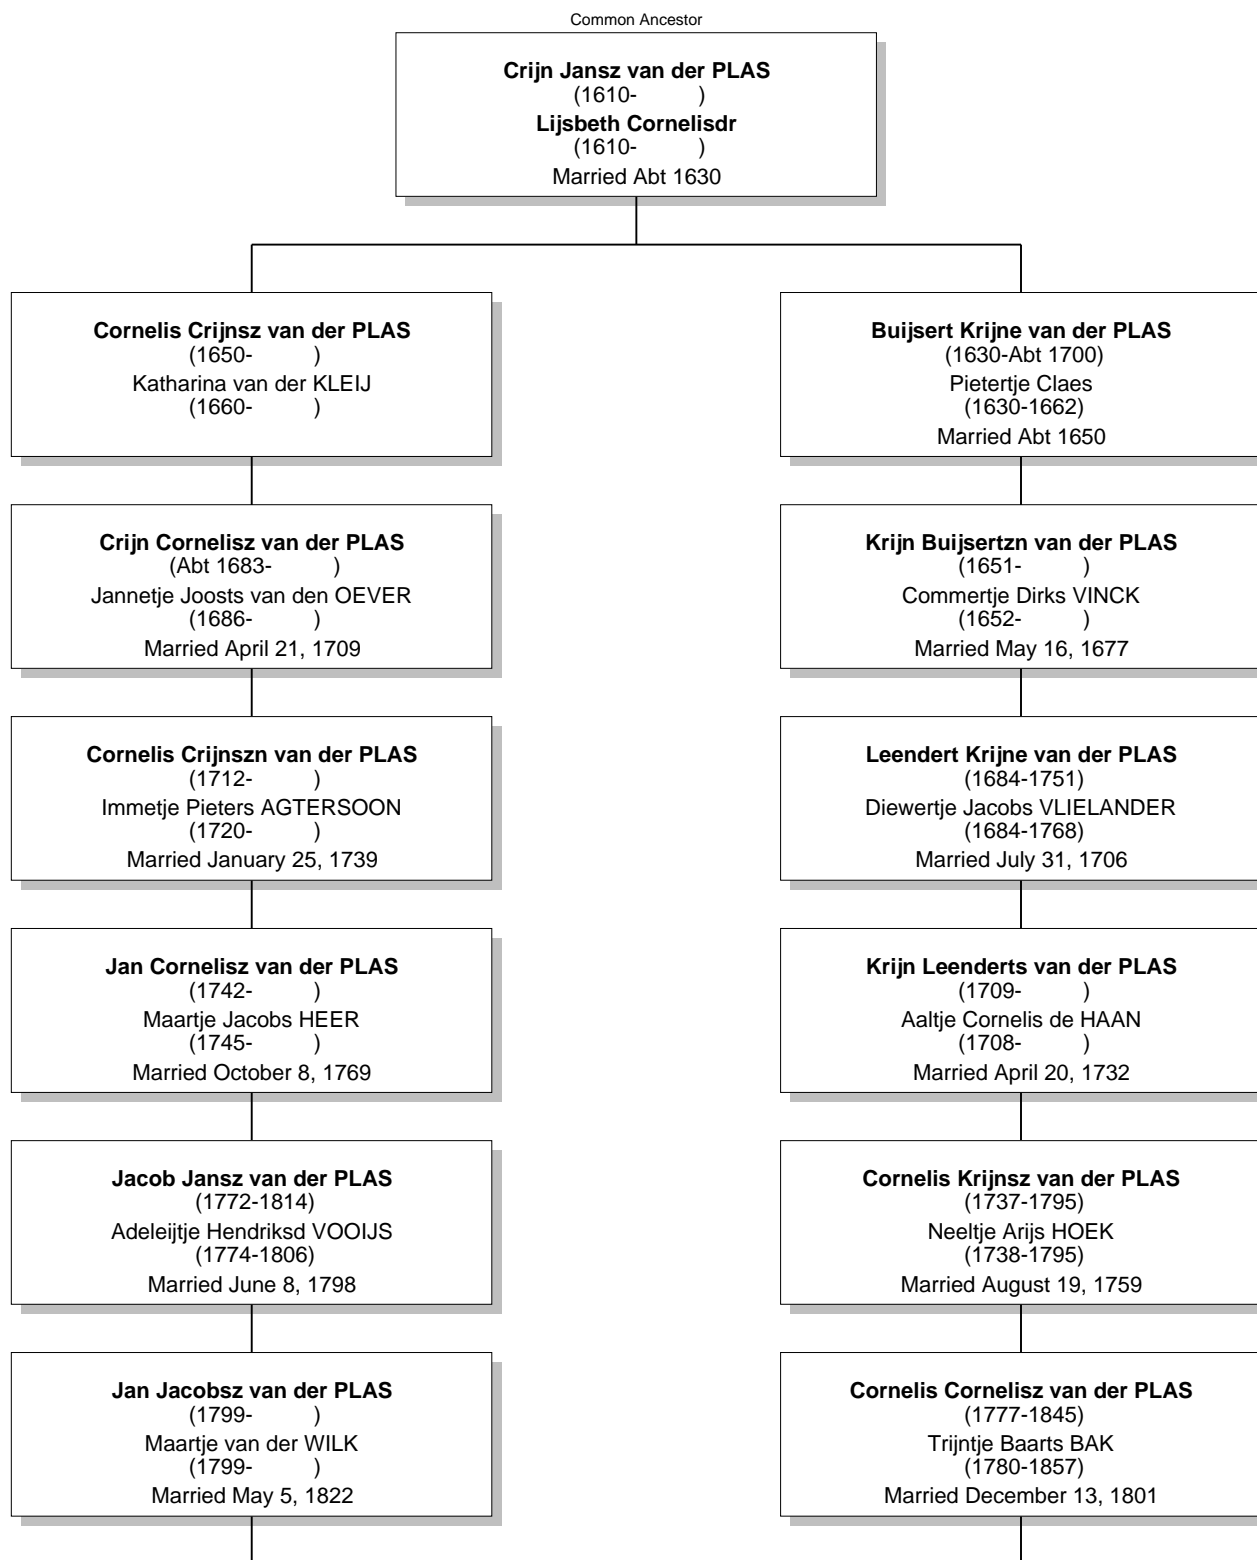 Common Ancestor
Crijn Jansz van der PLAS
(1610-          )
Lijsbeth Cornelisdr
(1610-          )
Married Abt 1630
Cornelis Crijnsz van der PLAS
(1650-          )
Katharina van der KLEIJ
(1660-          )
Buijsert Krijne van der PLAS
(1630-Abt 1700)
Pietertje Claes
(1630-1662)
Married Abt 1650
Crijn Cornelisz van der PLAS
(Abt 1683-          )
Jannetje Joosts van den OEVER
(1686-          )
Married April 21, 1709
Krijn Buijsertzn van der PLAS
(1651-          )
Commertje Dirks VINCK
(1652-          )
Married May 16, 1677
Cornelis Crijnszn van der PLAS
(1712-          )
Immetje Pieters AGTERSOON
(1720-          )
Married January 25, 1739
Leendert Krijne van der PLAS
(1684-1751)
Diewertje Jacobs VLIELANDER
(1684-1768)
Married July 31, 1706
Jan Cornelisz van der PLAS
(1742-          )
Maartje Jacobs HEER
(1745-          )
Married October 8, 1769
Krijn Leenderts van der PLAS
(1709-          )
Aaltje Cornelis de HAAN
(1708-          )
Married April 20, 1732
Jacob Jansz van der PLAS
(1772-1814)
Adeleijtje Hendriksd VOOIJS
(1774-1806)
Married June 8, 1798
Cornelis Krijnsz van der PLAS
(1737-1795)
Neeltje Arijs HOEK
(1738-1795)
Married August 19, 1759
Jan Jacobsz van der PLAS
(1799-          )
Maartje van der WILK
(1799-          )
Married May 5, 1822
Cornelis Cornelisz van der PLAS
(1777-1845)
Trijntje Baarts BAK
(1780-1857)
Married December 13, 1801